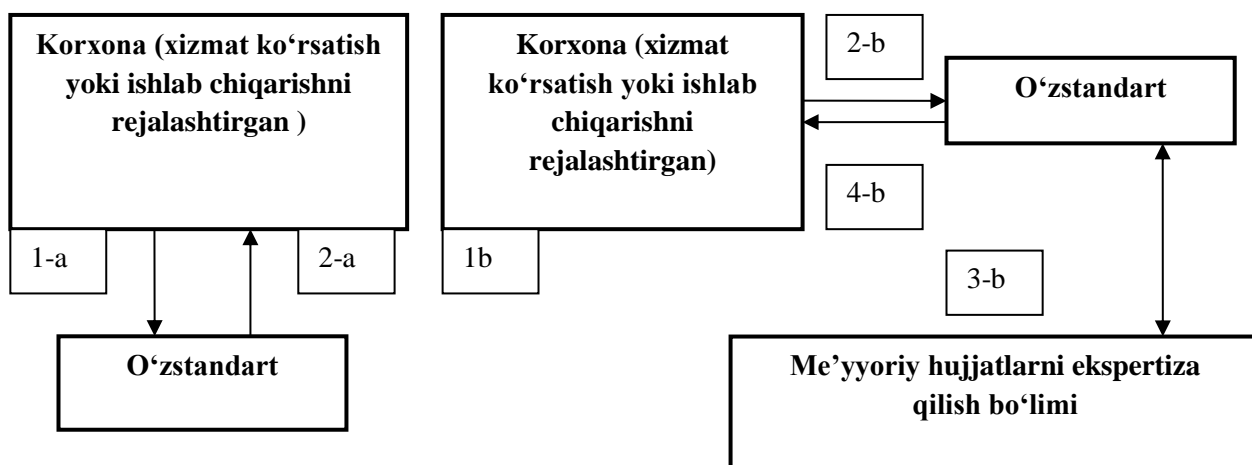 Korxona (xizmat ko‘rsatish
yoki ishlab chiqarishni
rejalashtirgan )
1-a
2-a
O‘zstandart
Korxona (xizmat
ko‘rsatish yoki ishlab
chiqarishni
rejalashtirgan)
1b
2-b
4-b
O‘zstandart
3-b
Me’yyoriy hujjatlarni ekspertiza
qilish bo‘limi